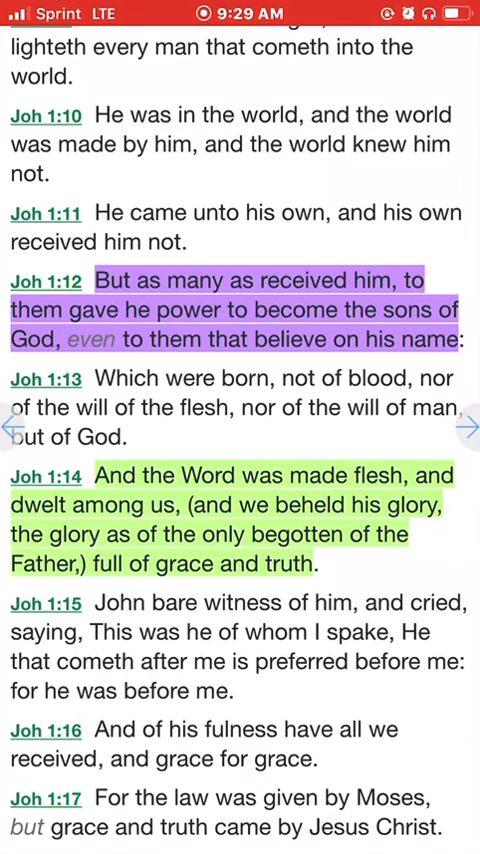 Sprint LTE 9:29 AM
lighteth every man that cometh into the
world.
Joh 1:10 He was in the world, and the world
was made by him, and the world knew him
not.
Joh 1:11 He came unto his own, and his own
received him not.
Joh 1:12 But as many as received him, to
them gave he power to become the sons of
God, even to them that believe on his name:
Joh 1:13 Which were born, not of blood, nor
of the will of the flesh, nor of the will of man,
but of God.
Joh 1:14 And the Word was made flesh, and
dwelt among us, (and we beheld his glory,
the glory as of the only begotten of the
Father,) full of grace and truth.
Joh 1:15 John bare witness of him, and cried,
saying, This was he of whom I spake, He
that cometh after me is preferred before me:
for he was before me.
Joh 1:16 And of his fulness have all we
received, and grace for grace.
Joh 1:17 For the law was given by Moses,
but grace and truth came by Jesus Christ.